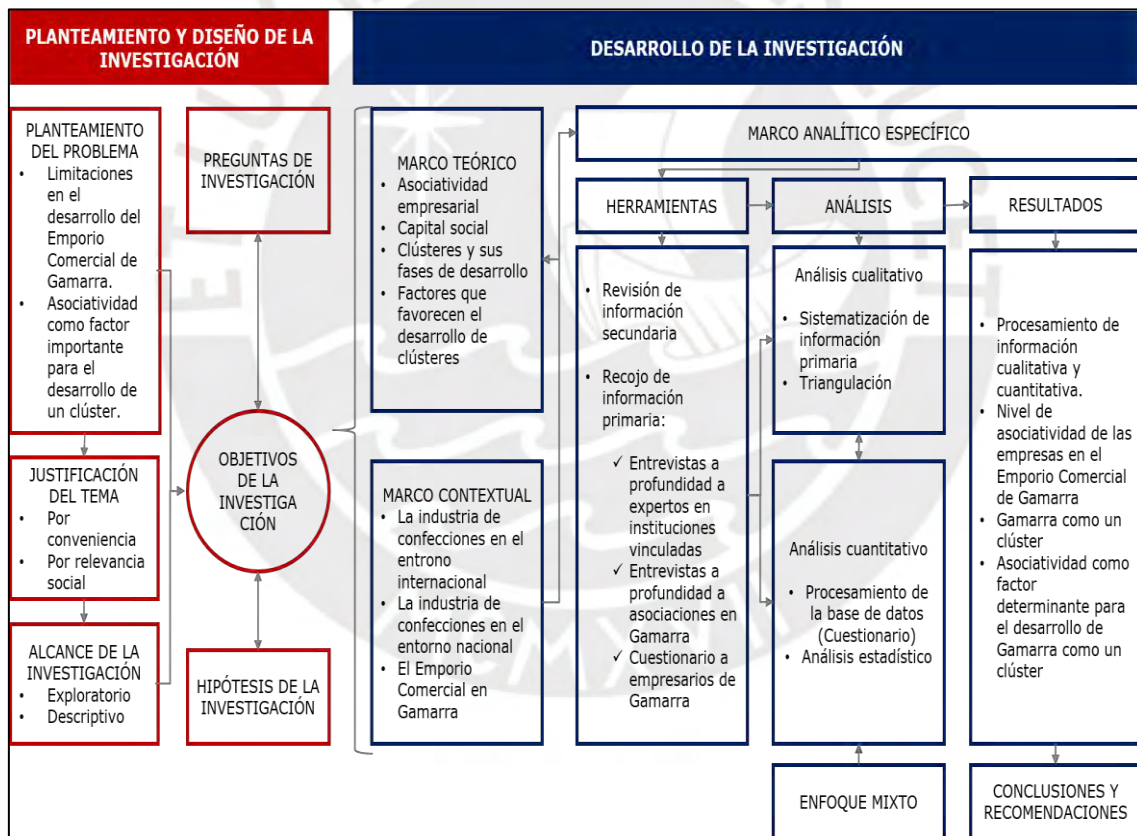 PLANTEAMIENTO Y DISEÑO DE LA
INVESTIGACIÓN
DESARROLLO DE LA INVESTIGACIÓN
PLANTEAMIENTO
DEL PROBLEMA
• Limitaciones
en el
desarrollo del
Emporio
Comercial de
Gamarra.
• Asociatividad
como factor
importante
para el
desarrollo de
un clúster.
JUSTIFICACIÓN
DEL TEMA
• Por
conveniencia
• Por relevancia
social
ALCANCE DE LA
INVESTIGACIÓN
• Exploratorio
• Descriptivo
PREGUNTAS DE
INVESTIGACIÓN
OBJETIVOS
DE LA
INVESTIGA
CIÓN
HIPÓTESIS DE LA
INVESTIGACIÓN
MARCO TEÓRICO
• Asociatividad
empresarial
• Capital social
• Clústeres y sus
fases de desarrollo
• Factores que
favorecen el
desarrollo de
clústeres
MARCO CONTEXTUAL
• La industria de
confecciones en el
entrono
internacional
• La industria de
confecciones en el
entorno nacional
• El Emporio
Comercial en
Gamarra
MARCO ANALÍTICO ESPECÍFICO
HERRAMIENTAS
• Revisión de
información
secundaria
• Recojo de
información
primaria:
✓ Entrevistas a
profundidad a
expertos en
instituciones
vinculadas
✓ Entrevistas a
profundidad a
asociaciones en
Gamarra
✓ Cuestionario a
empresarios de
Gamarra
ANÁLISIS
Análisis cualitativo
• Sistematización de
información
primaria
• Triangulación
Análisis cuantitativo
• Procesamiento de
la base de datos
(Cuestionario)
• Análisis estadístico
ENFOQUE MIXTO
RESULTADOS
• Procesamiento de
información
cualitativa y
cuantitativa.
• Nivel de
asociatividad de las
empresas en el
Emporio Comercial
de Gamarra
• Gamarra como un
clúster
• Asociatividad como
factor
determinante para
el desarrollo de
Gamarra como un
clúster
CONCLUSIONES Y
RECOMENDACIONES